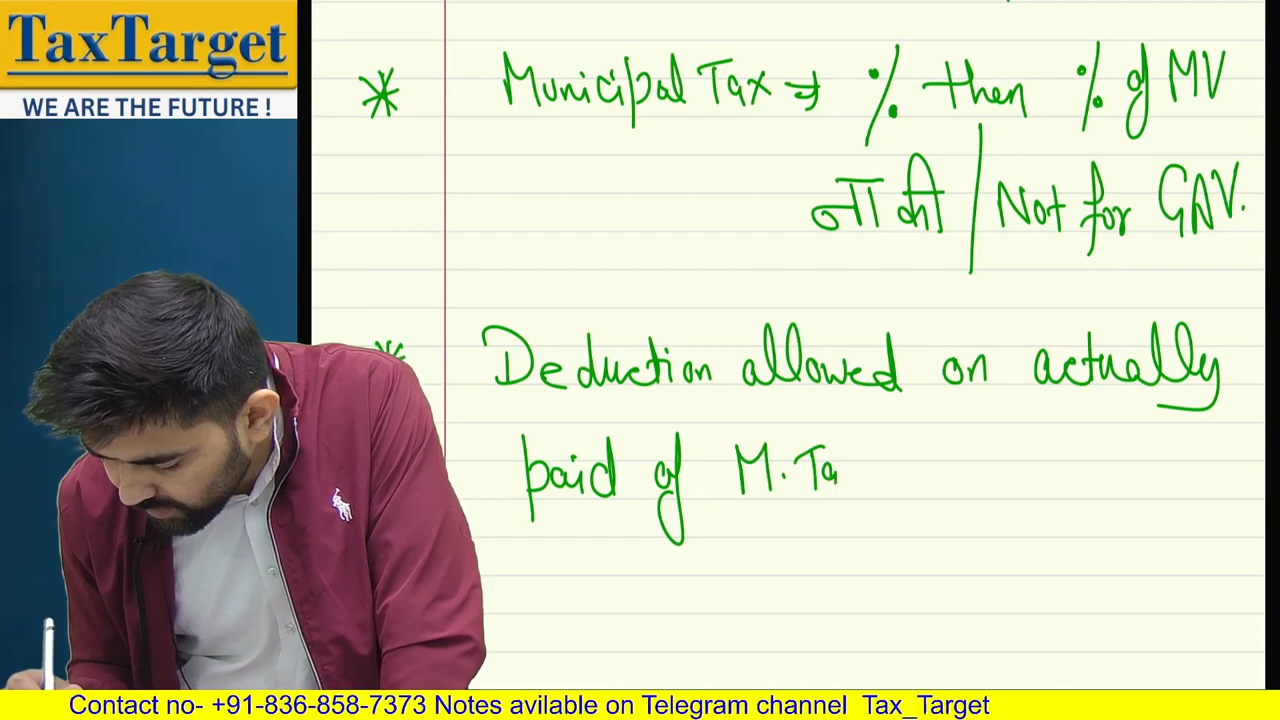 TaxTarget
WE ARE THE FUTURE !
* Municipal Tax ⇒ % then % of MV
ना की / Not for GAV.
* Deduction allowed on actually
paid of M. Ta
Contact no- +91-836-858-7373 Notes avilable on Telegram channel Tax_Target